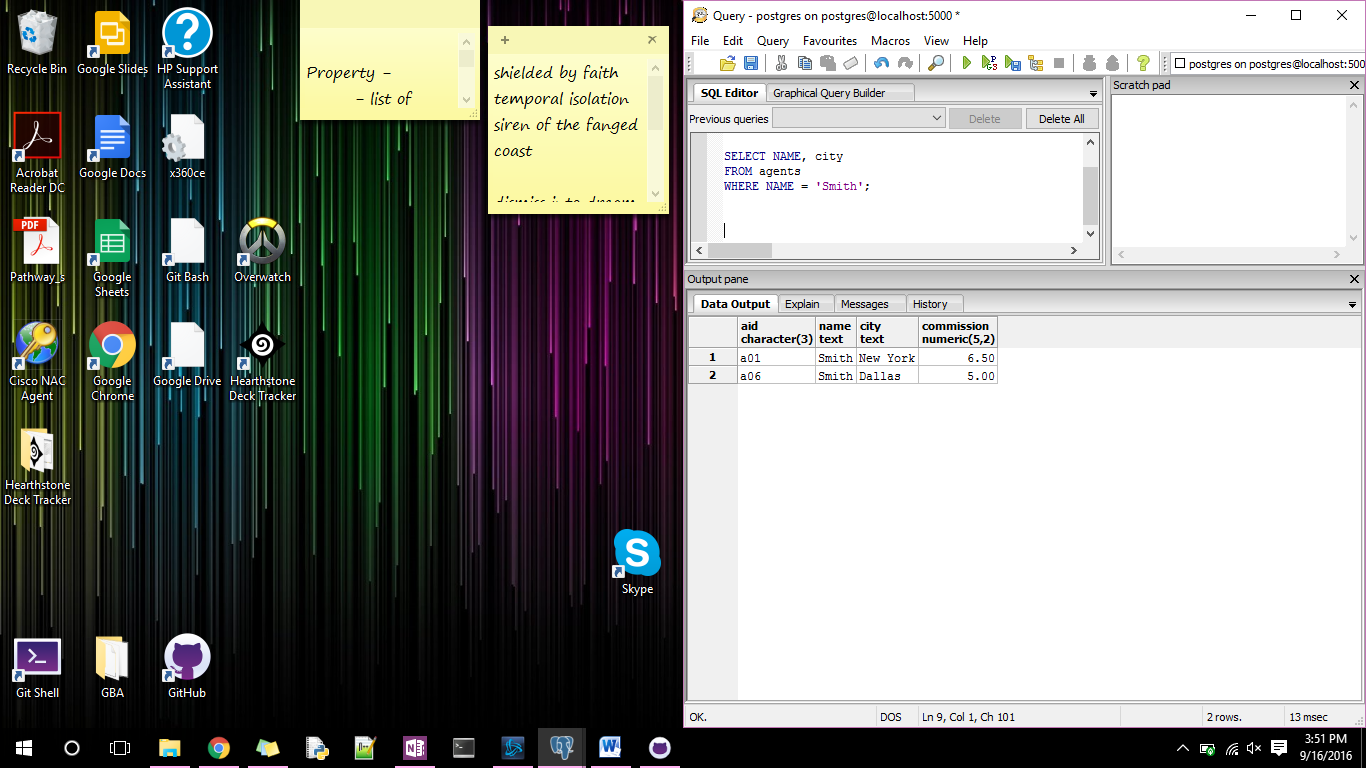 Recycle Bin
Google Slides
HP Support
Assistant
Acrobat
Reader DC
Google Docs
x360ce
PDF
Pathway_s
Google
Sheets
Git Bash
Overwatch
Cisco NAC
Agent
Google
Chrome
Google Drive
Hearthstone
Deck Tracker
Hearthstone
Deck Tracker
Skype
Git Shell
GBA
GitHub
Property -
- list of
shielded by faith
temporal isolation
siren of the fanged
coast
Query - postgres on postgres@localhost:5000 *
File Edit Query Favourites Macros View Help
postgres on postgres@localhost:500
SQL Editor Graphical Query Builder
Previous queries Delete Delete All
SELECT NAME, city
FROM agents
WHERE NAME = 'Smith';
Scratch pad
Output pane
Data Output Explain Messages History
aid name city commission
character(3) text text numeric(5,2)
1 a01 Smith New York 6.50
2 a06 Smith Dallas 5.00
OK. DOS Ln 9, Col 1, Ch 101 2 rows. 13 msec
3:51 PM
9/16/2016